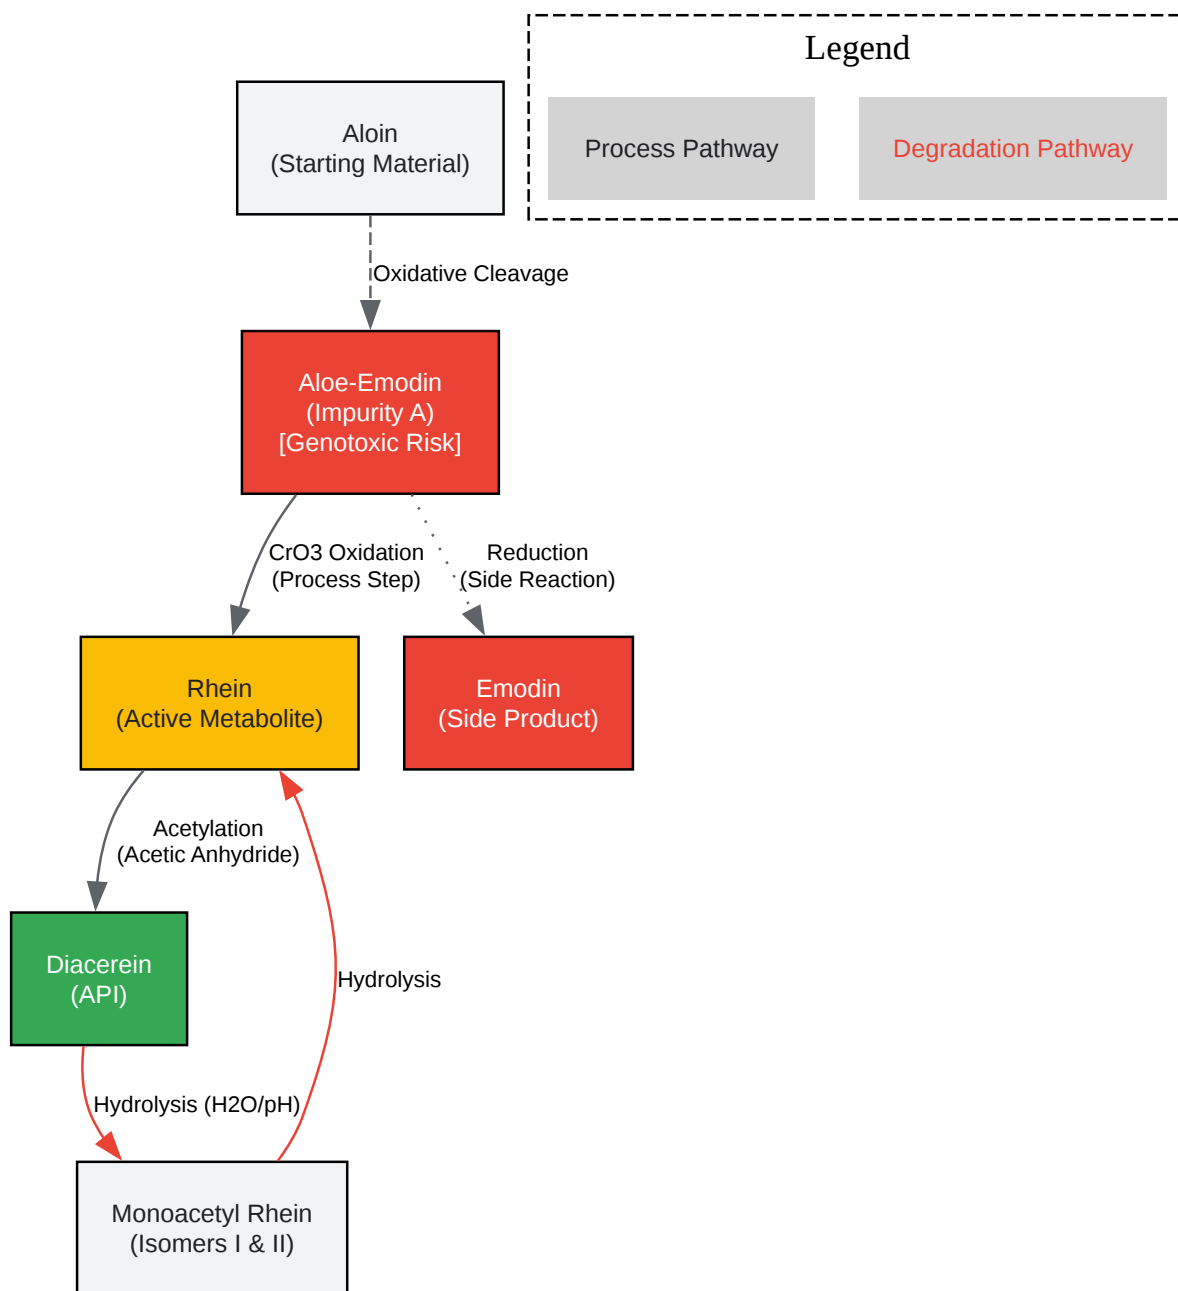 Legend
Process Pathway
Degradation Pathway
Aloin
(Starting Material)
Oxidative Cleavage
Aloe-Emodin
(Impurity A)
[Genotoxic Risk]
CrO3 Oxidation
(Process Step)
Reduction
(Side Reaction)
Rhein
(Active Metabolite)
Emodin
(Side Product)
Acetylation
(Acetic Anhydride)
Diacerein
(API)
Hydrolysis
Hydrolysis (H2O/pH)
Monoacetyl Rhein
(Isomers I & II)